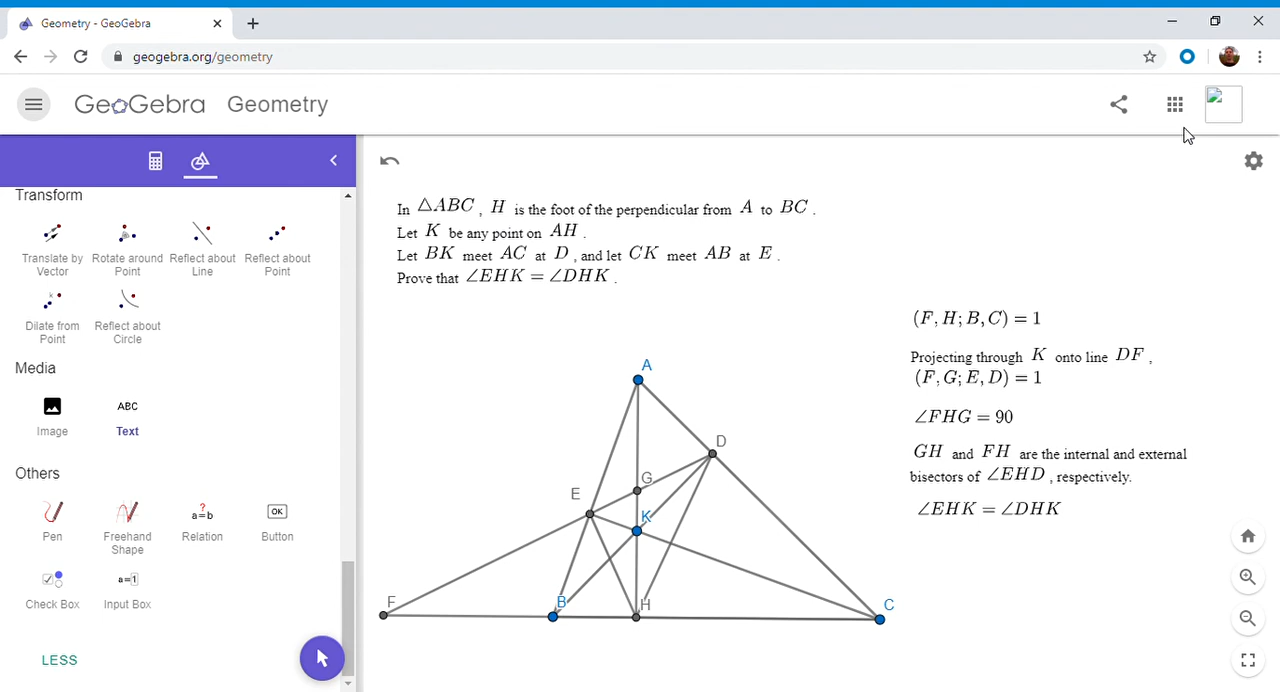 Geometry - GeoGebra
geogebra.org/geometry
GeoGebra Geometry
Transform
Translate by Vector
Rotate around Point
Reflect about Line
Reflect about Point
Dilate from Point
Reflect about Circle
Media
Image
ABC
Text
Others
Pen
Freehand Shape
a=b
?
Relation
OK
Button
Check Box
a=1
Input Box
LESS
In △ABC, H is the foot of the perpendicular from A to BC.
Let K be any point on AH.
Let BK meet AC at D, and let CK meet AB at E.
Prove that ∠EHK = ∠DHK.
(F, H; B, C) = 1
Projecting through K onto line DF,
(F, G; E, D) = 1
∠FHG = 90
GH and FH are the internal and external
bisectors of ∠EHD, respectively.
∠EHK = ∠DHK
A
D
G
E
K
F
B
H
C